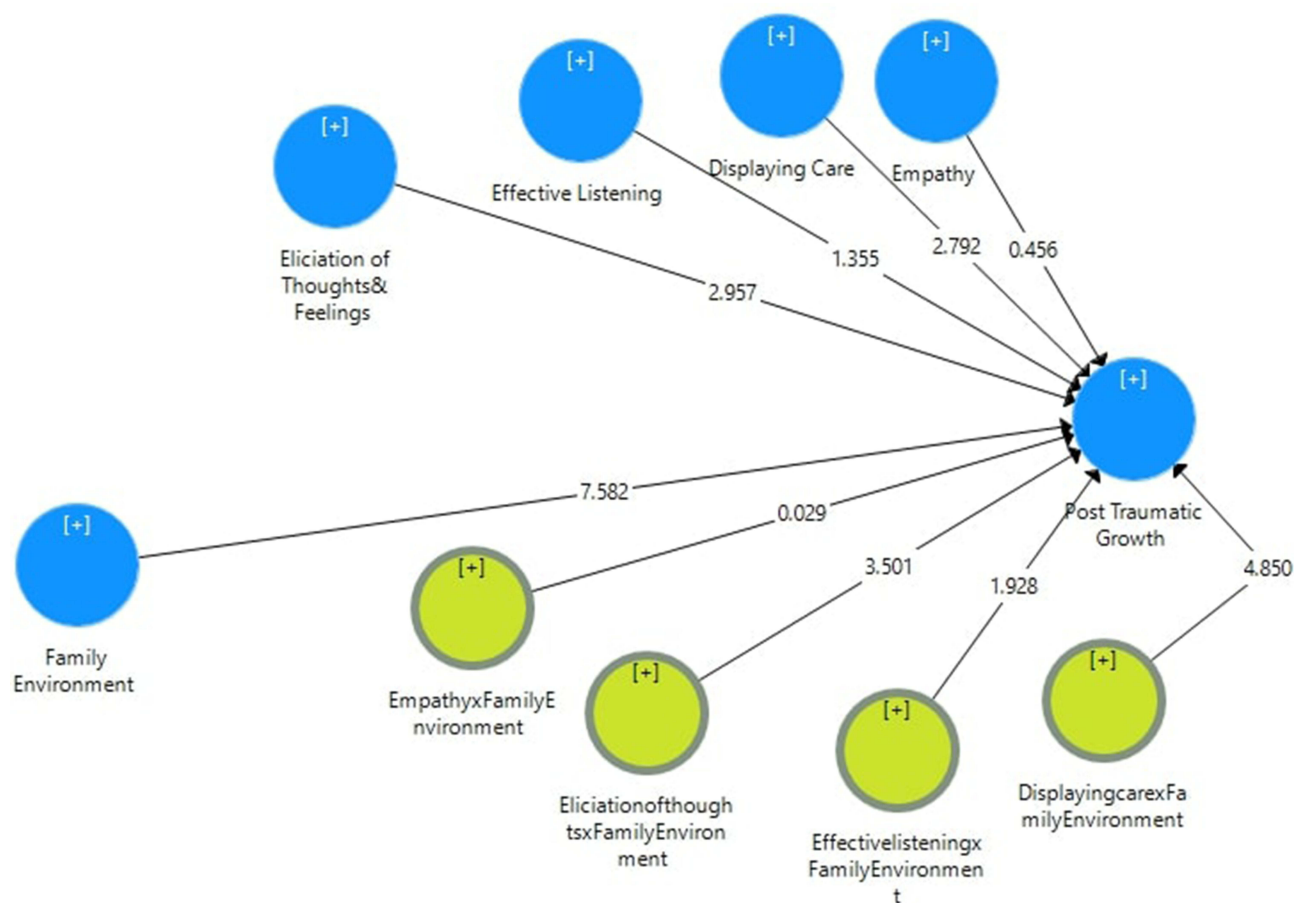 [+]
Displaying Care
[+]
Empathy
[+]
Effective Listening
[+]
Eliciation of
Thoughts&
Feelings
0.456
2.792
1.355
2.957
[+]
Post Traumatic
Growth
7.582
0.029
3.501
1.928
4.850
[+]
Family
Environment
[+]
EmpathyxFamilyE
nvironment
[+]
Eliciationofthough
tsxFamilyEnviron
ment
[+]
Effectivelisteningx
FamilyEnvironmen
t
[+]
DisplayingcarexFa
milyEnvironment